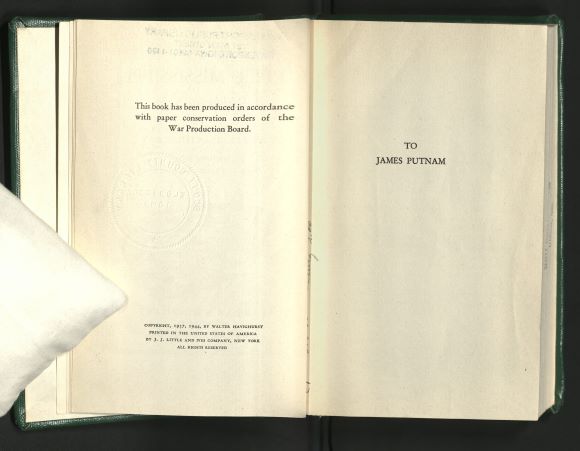 This book has been produced in accordance
with paper conservation orders of the
War Production Board.
COPYRIGHT, 1937, 1944, BY WALTER HAVIGHURST
PRINTED IN THE UNITED STATES OF AMERICA
BY J. J. LITTLE AND IVES COMPANY, NEW YORK
ALL RIGHTS RESERVED
TO
JAMES PUTNAM